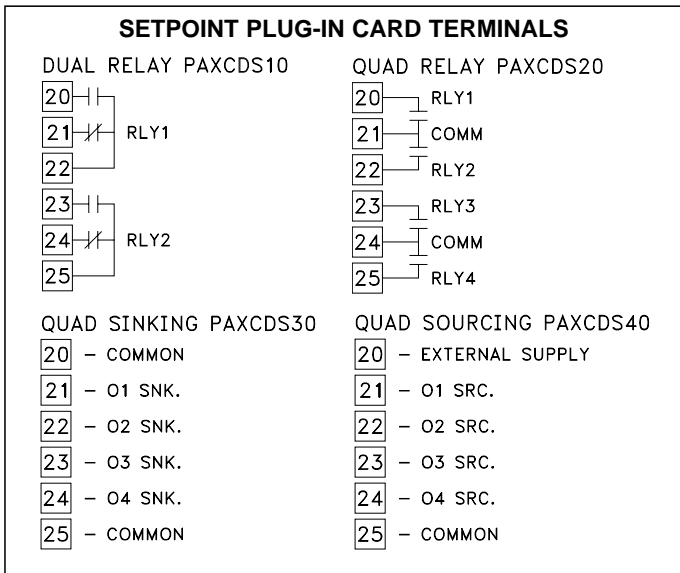 SETPOINT PLUG-IN CARD TERMINALS
DUAL RELAY PAXCDS10
20
21 RLY1
22
23
24 RLY2
25
QUAD RELAY PAXCDS20
20 RLY1
21 COMM
22 RLY2
23 RLY3
24 COMM
25 RLY4
QUAD SINKING PAXCDS30
20 - COMMON
21 - O1 SNK.
22 - O2 SNK.
23 - O3 SNK.
24 - O4 SNK.
25 - COMMON
QUAD SOURCING PAXCDS40
20 - EXTERNAL SUPPLY
21 - O1 SRC.
22 - O2 SRC.
23 - O3 SRC.
24 - O4 SRC.
25 - COMMON